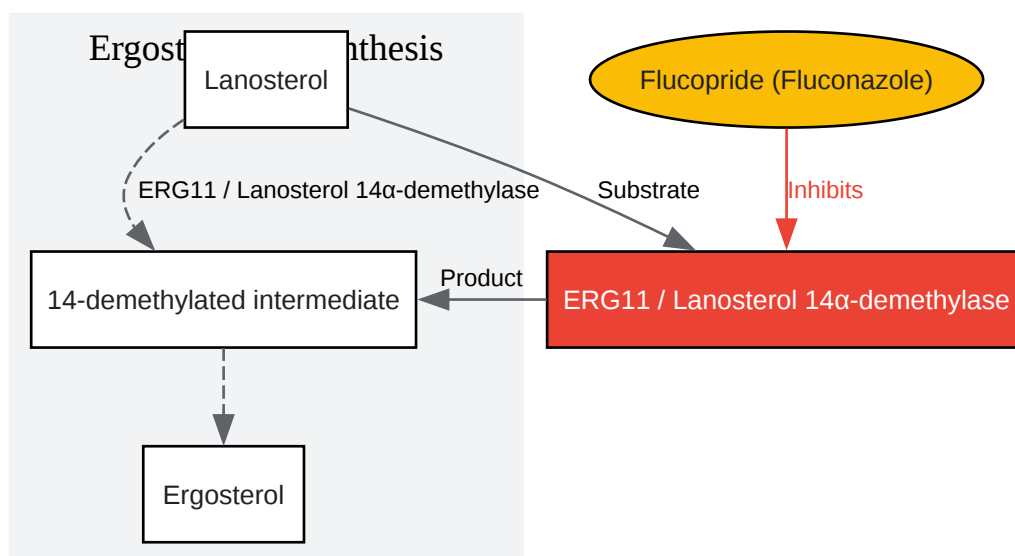 Ergost nthesis
Lanosterol
Flucopride (Fluconazole)
ERG11 / Lanosterol 14α-demethylase
Substrate
Inhibits
14-demethylated intermediate
Product
ERG11 / Lanosterol 14α-demethylase
Ergosterol